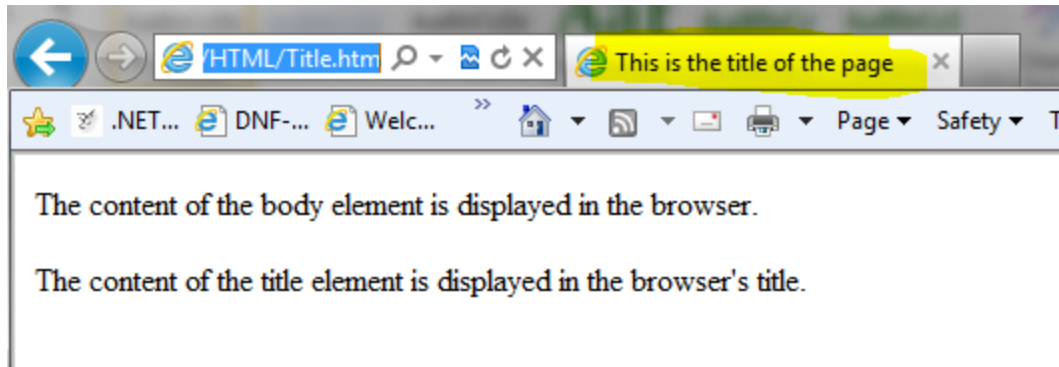 /HTML/Title.htm
This is the title of the page
.NET... DNF-... Welc... Page Safety
The content of the body element is displayed in the browser.
The content of the title element is displayed in the browser's title.